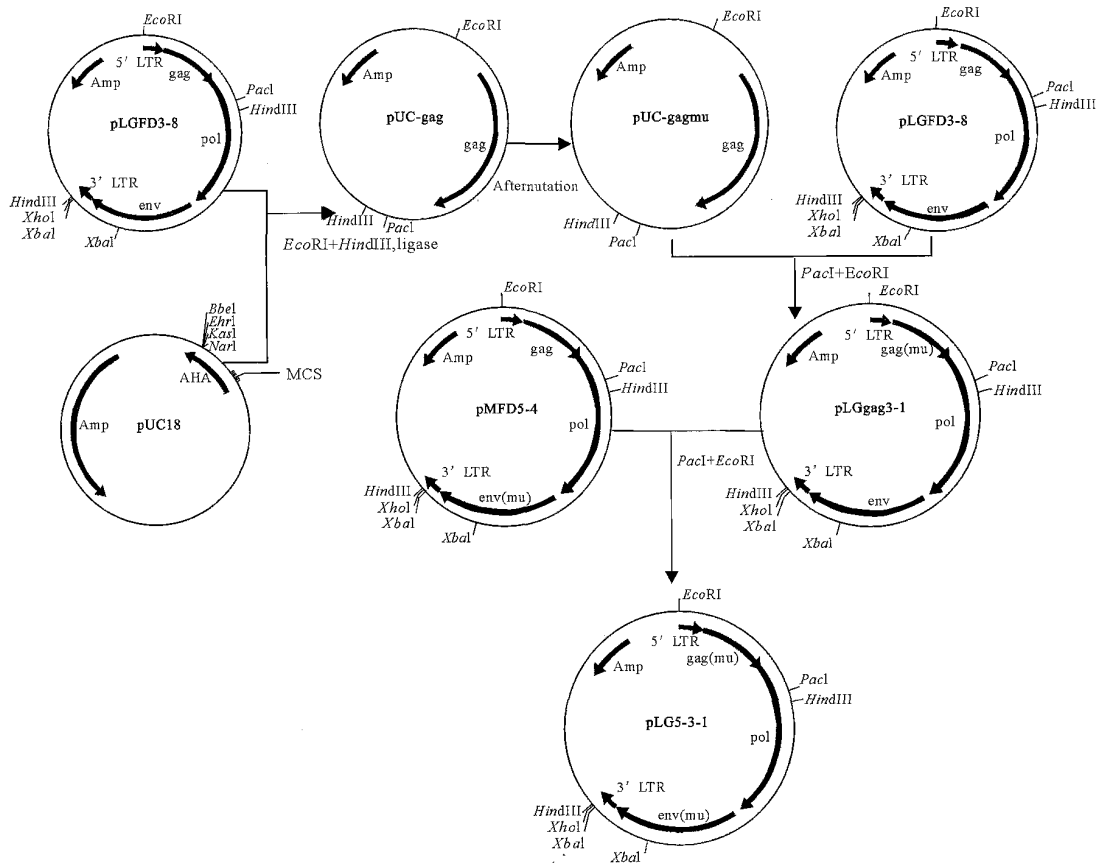 EcoRI
5′ LTR
gag
Amp
PacI
HindIII
pLGFD3-8
pol
3′ LTR
env
HindIII
XhoI
XbaI
XbaI
EcoRI
Amp
pUC-gag
gag
HindIII
PacI
EcoRI+HindIII,ligase
Afternutation
EcoRI
Amp
pUC-gagmu
gag
HindIII
PacI
EcoRI
5′ LTR
gag
Amp
PacI
HindIII
pLGFD3-8
pol
3′ LTR
env
HindIII
XhoI
XbaI
XbaI
PacI+EcoRI
BbeI
EhrI
KasI
NarI
AHA
MCS
Amp
pUC18
EcoRI
5′ LTR
gag
Amp
PacI
HindIII
pMFD5-4
pol
3′ LTR
env(mu)
HindIII
XhoI
XbaI
XbaI
PacI+EcoRI
EcoRI
5′ LTR
gag(mu)
Amp
PacI
HindIII
pLGgag3-1
pol
3′ LTR
env
HindIII
XhoI
XbaI
XbaI
EcoRI
5′ LTR
gag(mu)
Amp
PacI
HindIII
pLG5-3-1
pol
3′ LTR
env(mu)
HindIII
XhoI
XbaI
XbaI